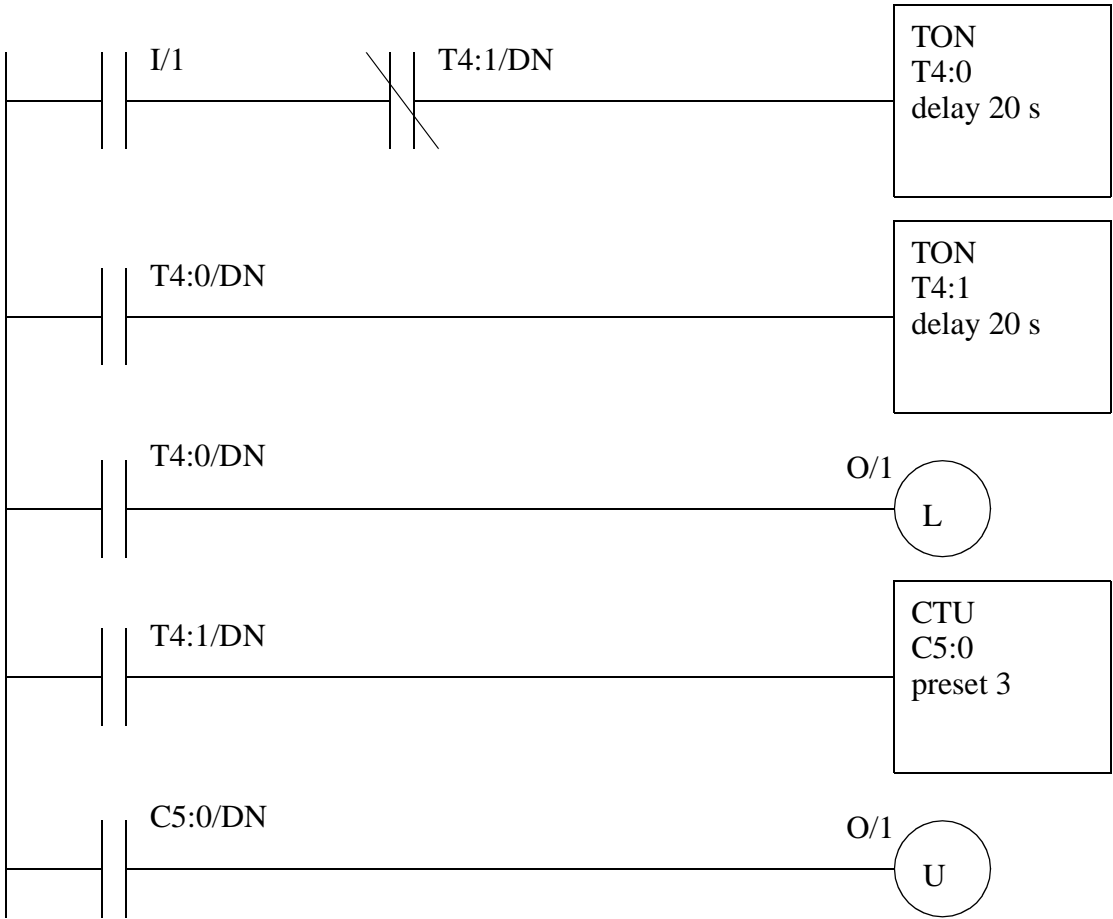 I/1
T4:1/DN
TON
T4:0
delay 20 s
T4:0/DN
TON
T4:1
delay 20 s
T4:0/DN
O/1
L
T4:1/DN
CTU
C5:0
preset 3
C5:0/DN
O/1
U